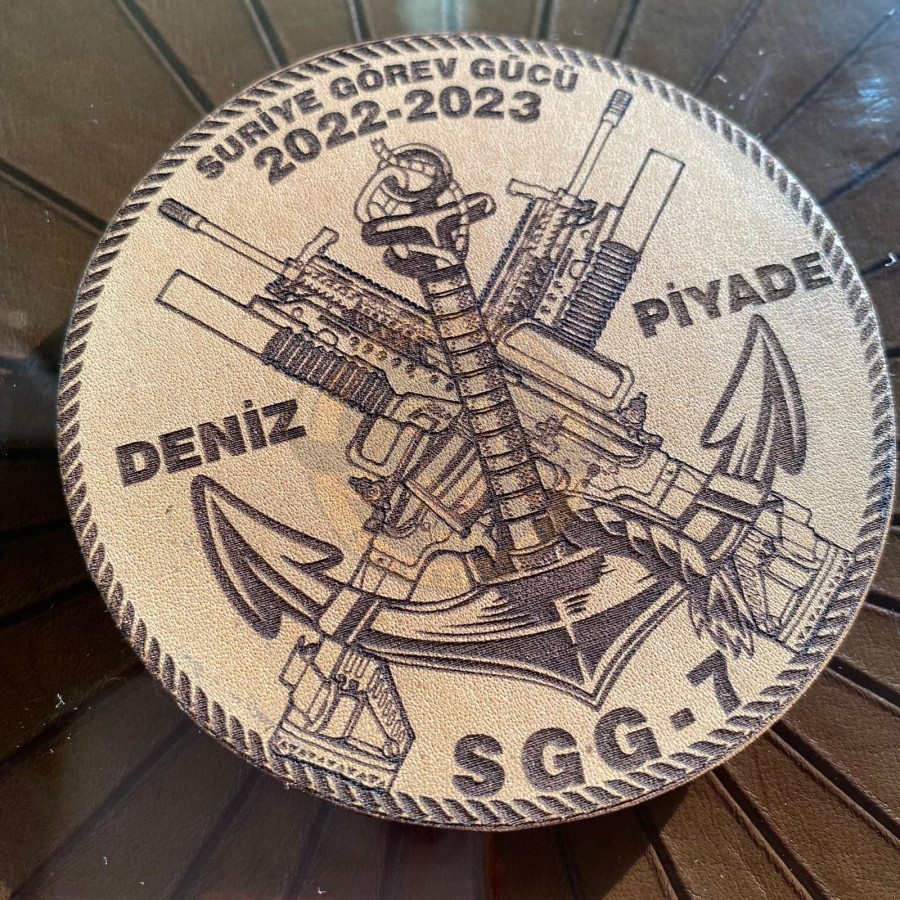 SURİYE GÖREV GÜCÜ
2022-2023
DENİZ
PİYADE
SGG-7